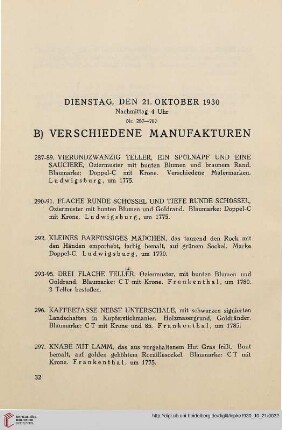 DIENSTAG, DEN 21. OKTOBER 1930
Nachmittag 4 Uhr
B) VERSCHIEDENE MANUFAKTUREN
287-89. VIERUNDZWANZIG TELLER, EIN SPÜLNAPF UND EINE
SAUCIERE, Oziermuster mit bunten Blumen und braunem Rand.
Blaumarke: Doppel-C mit Krone. Verschiedene Malermarken.
Ludwigsburg, um 1775.
290-91. FLACHE RUNDE SCHÜSSEL UND TIEFE RUNDE SCHÜSSEL,
Oziermuster mit bunten Blumen und Goldrand. Blaumarke: Doppel-C
mit Krone. Ludwigsburg, um 1775.
292. KLEINES BARFÜSSIGES MÄDCHEN, das tanzend den Rock mit
den Händen emporhebt, farbig bemalt, auf grünem Sockel. Marke
Doppel-C. Ludwigsburg, um 1770.
293-95. DREI FLACHE TELLER. Oziermuster, mit bunten Blumen und
Goldrand. Blaumarke: CT mit Krone. Frankenthal, um 1780.
2 Teller bestoßen.
296. KAFFEETASSE NEBST UNTERSCHALE, mit schwarzen signierten
Landschaften in Kupferstichmanier. Holzmasergrund, Goldränder.
Blaumarke: CT mit Krone und 85. Frankenthal, um 1785.
297. KNABE MIT LAMM, das aus vorgehaltenem Hut Gras frißt. Bunt
bemalt, auf golden gehöhtem Rocaillesockel. Blaumarke: CT mit
Krone. Frankenthal, um 1775.
32